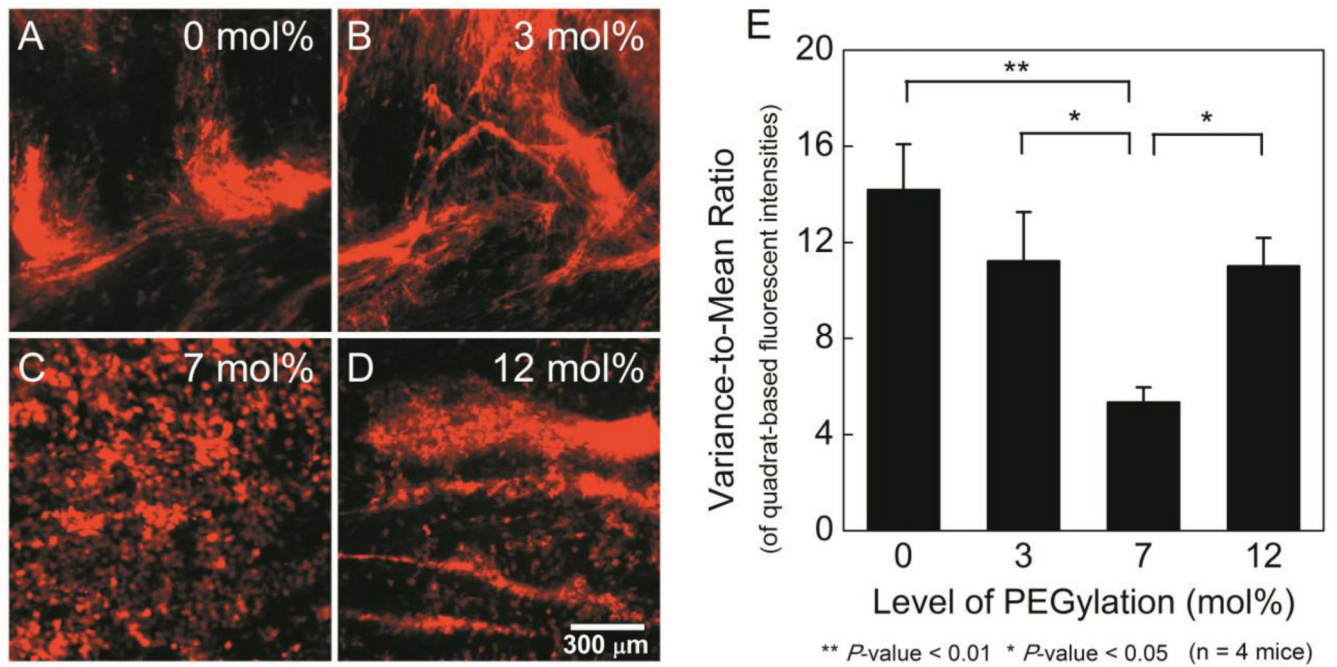 A 0 mol%
B 3 mol%
C 7 mol%
D 12 mol%
300 μm
E
Variance-to-Mean Ratio
(of quadrat-based fluorescent intensities)
20
16
12
8
4
0
**
*
*
0 3 7 12
Level of PEGylation (mol%)
** P-value < 0.01 * P-value < 0.05 (n = 4 mice)